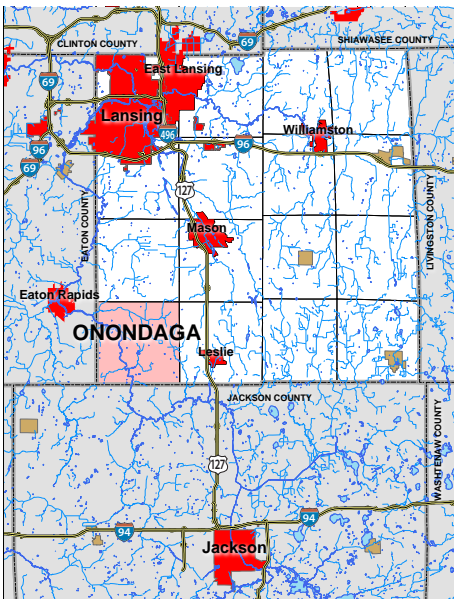 CLINTON COUNTY
69
SHIAWASEE COUNTY
East Lansing
69
Lansing
Williamston
496
96
96
69
127
EATON COUNTY
LIVINGSTON COUNTY
Mason
Eaton Rapids
ONONDAGA
Leslie
JACKSON COUNTY
WASHTENAW COUNTY
127
94
94
Jackson